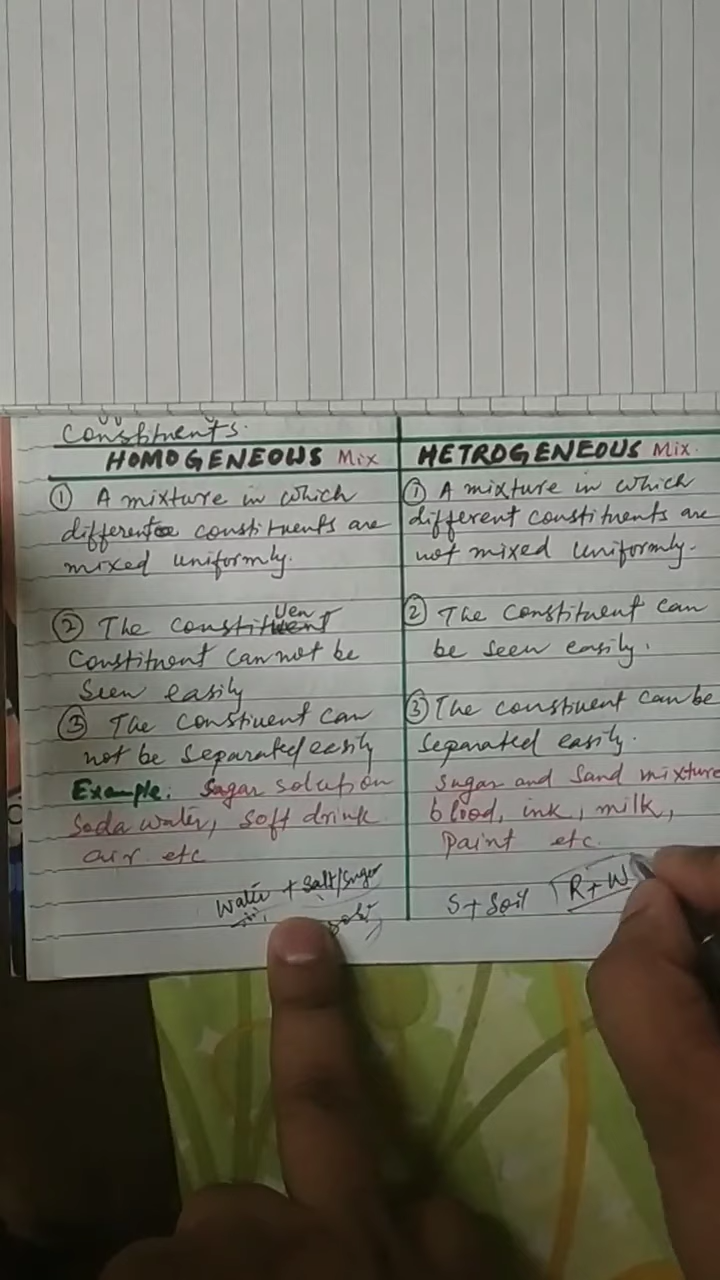 Constituents.
HOMOGENEOUS Mix
① A mixture in which
different constituents are
mixed uniformly.
Uen
② The constituent
Constituent can not be
Seen easily
③ The constiuent can
not be separated easily
Example: Sugar solution
Soda water, soft drink
air etc
Water + Salt/Sugar
HETROGENEOUS Mix.
① A mixture in which
different constituents are
not mixed uniformly.
② The constituent can
be seen easily.
③ The constiuent can be
separated easily.
Sugar and Sand mixture
blood, ink, milk,
paint etc.
S + Soil R + W